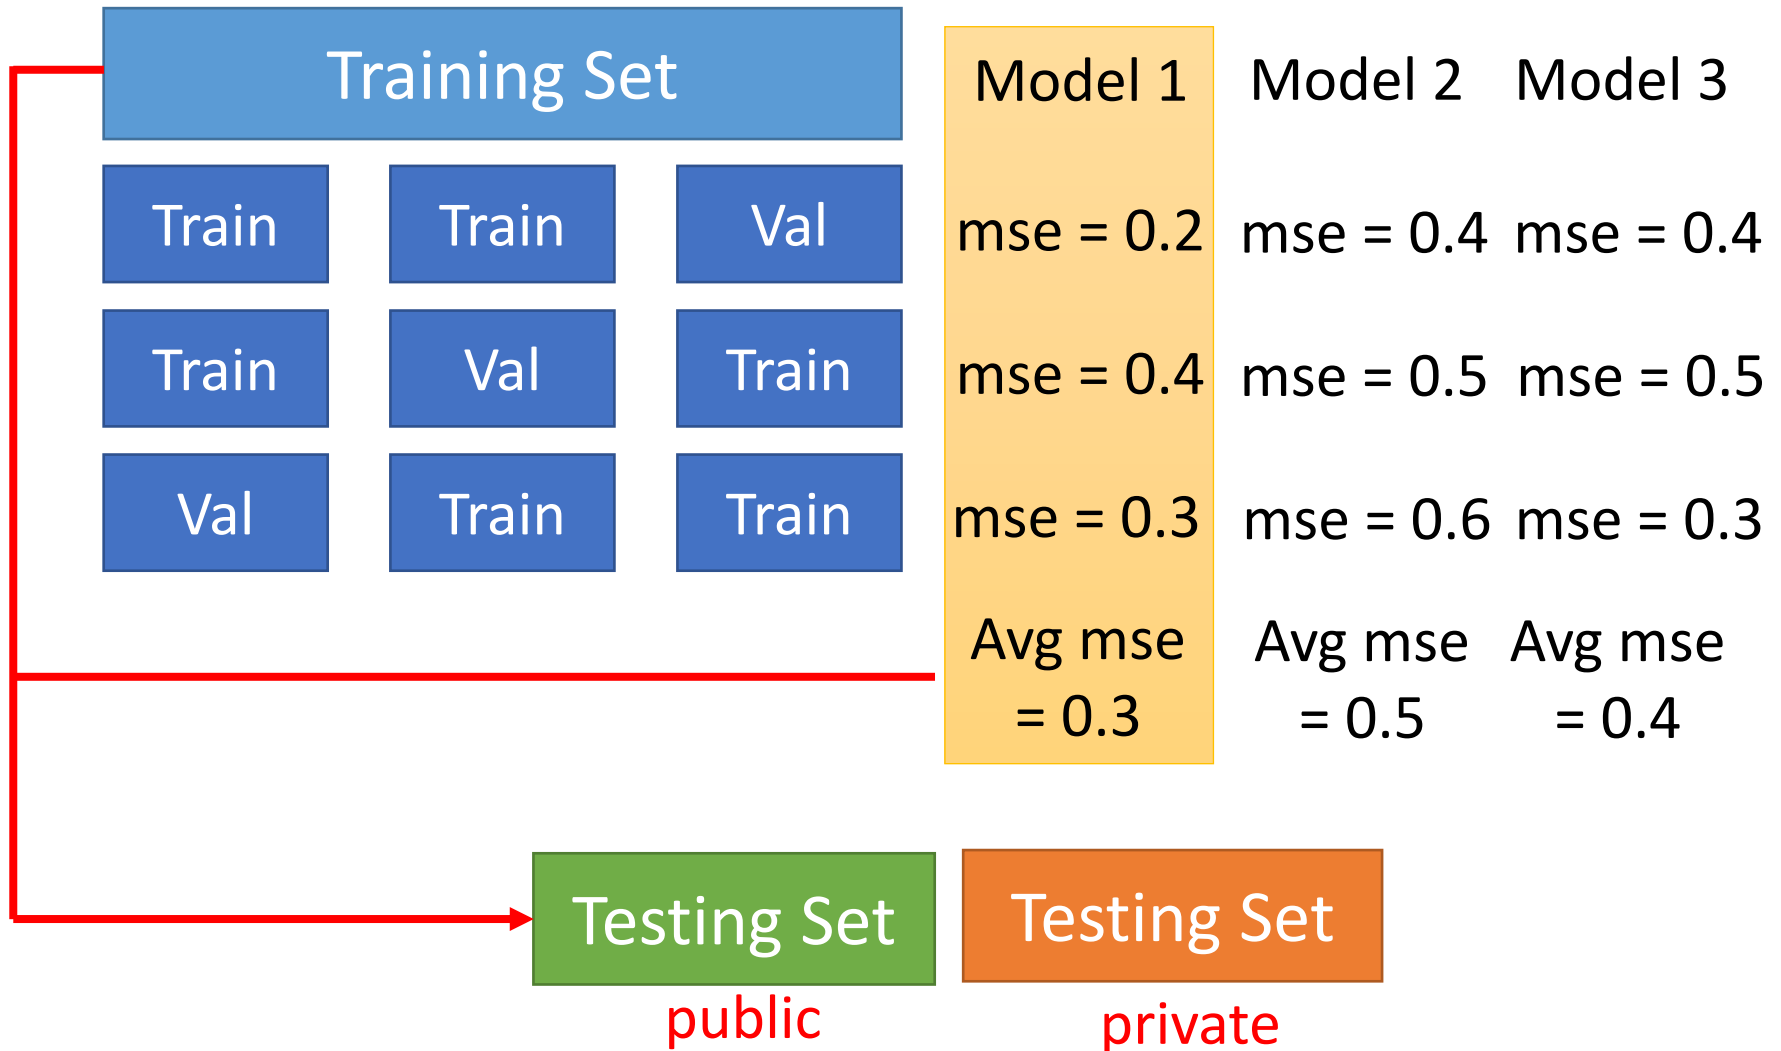 Training Set
Model 1 Model 2 Model 3
Train Train Val mse = 0.2 mse = 0.4 mse = 0.4
Train Val Train mse = 0.4 mse = 0.5 mse = 0.5
Val Train Train mse = 0.3 mse = 0.6 mse = 0.3
Avg mse Avg mse Avg mse
= 0.3 = 0.5 = 0.4
Testing Set Testing Set
public private